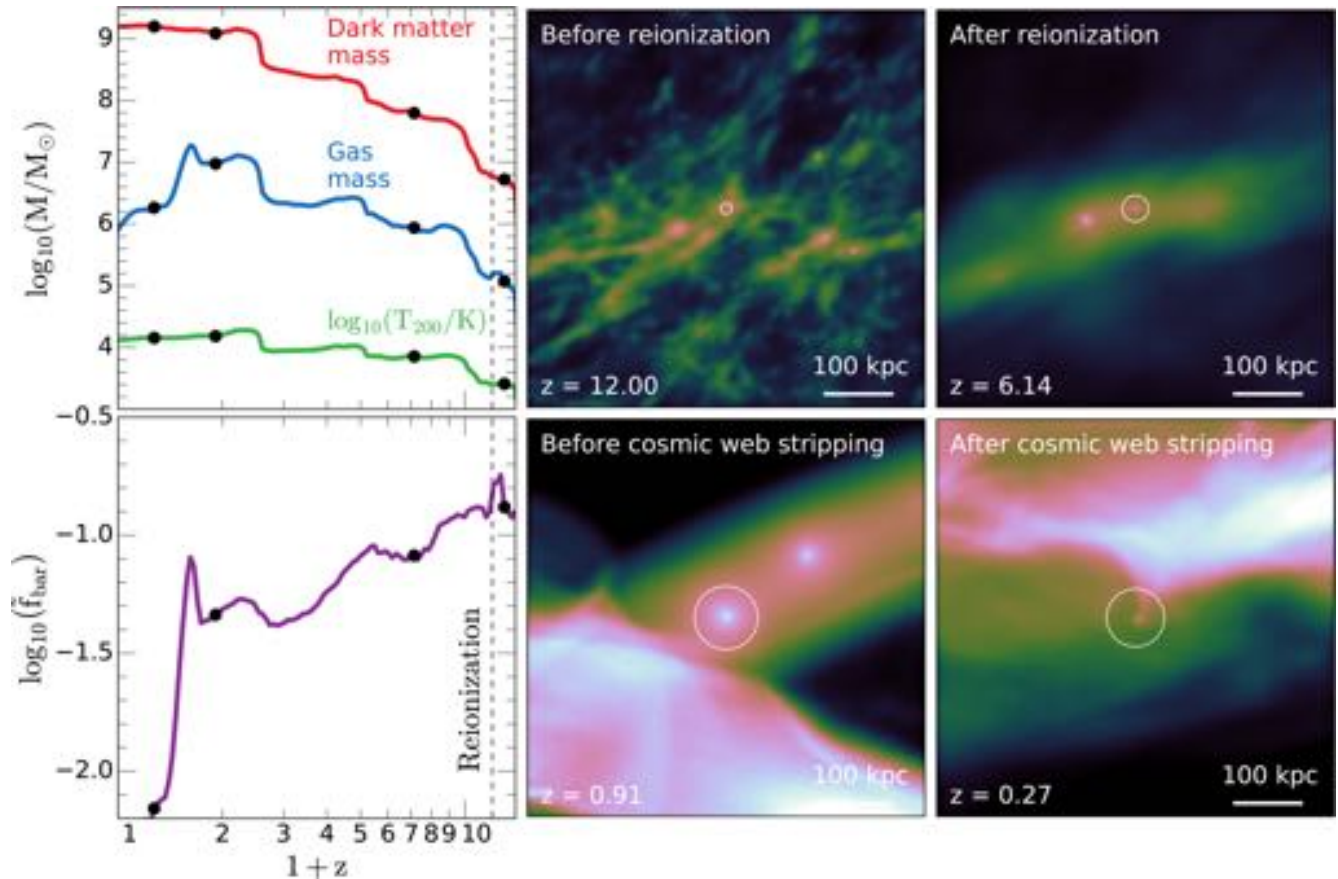 9
8
7
6
5
4
log₁₀(M/M⊙)
Dark matter
mass
Gas
mass
log₁₀(T₂₀₀/K)
Before reionization
100 kpc
z = 12.00
After reionization
100 kpc
z = 6.14
−0.5
−1.0
−1.5
−2.0
log₁₀(f̃_bar)
Reionization
1 2 3 4 5 6 7 8 9 10
1 + z
Before cosmic web stripping
100 kpc
z = 0.91
After cosmic web stripping
100 kpc
z = 0.27